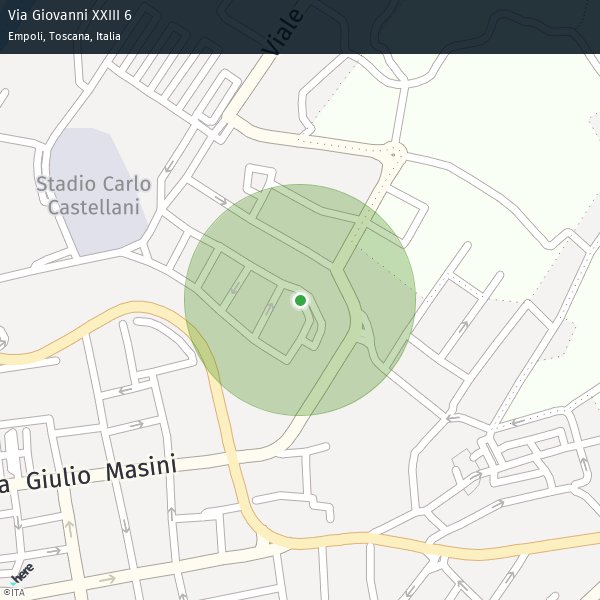 Via Giovanni XXIII 6
Empoli, Toscana, Italia
Viale
Stadio Carlo
Castellani
a Giulio Masini
here
©ITA